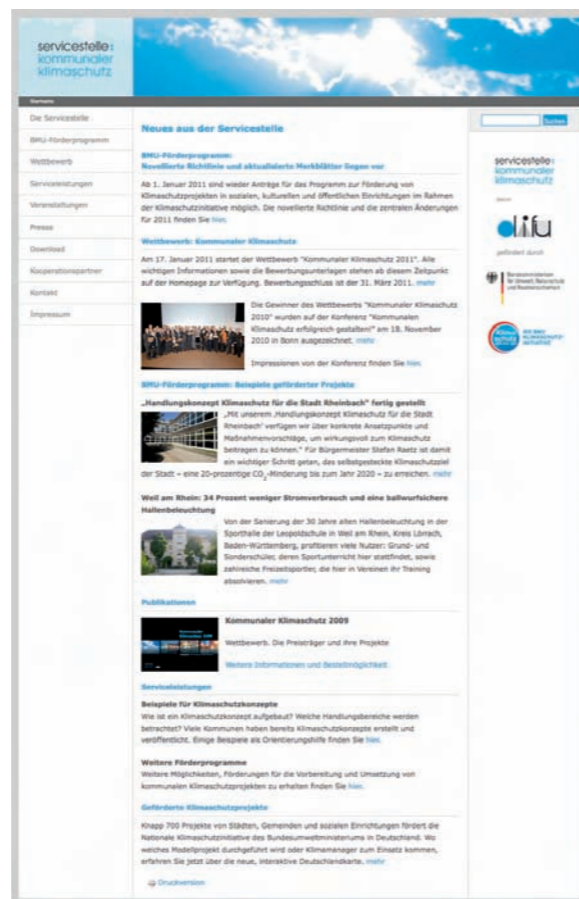 servicestelle:
kommunaler
klimaschutz
Startseite
Suchen
Die Servicestelle
BMU-Förderprogramm
Wettbewerb
Serviceleistungen
Veranstaltungen
Presse
Download
Kooperationspartner
Kontakt
Impressum
Neues aus der Servicestelle
BMU-Förderprogramm:
Novellierte Richtlinie und aktualisierte Merkblätter liegen vor
Ab 1. Januar 2011 sind wieder Anträge für das Programm zur Förderung von
Klimaschutzprojekten in sozialen, kulturellen und öffentlichen Einrichtungen im Rahmen
der Klimaschutzinitiative möglich. Die novellierte Richtlinie und die zentralen Änderungen
für 2011 finden Sie hier.
Wettbewerb: Kommunaler Klimaschutz
Am 17. Januar 2011 startet der Wettbewerb "Kommunaler Klimaschutz 2011". Alle
wichtigen Informationen sowie die Bewerbungsunterlagen stehen ab diesem Zeitpunkt
auf der Homepage zur Verfügung. Bewerbungsschluss ist der 31. März 2011. mehr
Die Gewinner des Wettbewerbs "Kommunaler Klimaschutz
2010" wurden auf der Konferenz "Kommunalen
Klimaschutz erfolgreich gestalten!" am 18. November
2010 in Bonn ausgezeichnet. mehr
Impressionen von der Konferenz finden Sie hier.
BMU-Förderprogramm: Beispiele geförderter Projekte
„Handlungskonzept Klimaschutz für die Stadt Rheinbach" fertig gestellt
„Mit unserem ‚Handlungskonzept Klimaschutz für die Stadt
Rheinbach' verfügen wir über konkrete Ansatzpunkte und
Maßnahmenvorschläge, um wirkungsvoll zum Klimaschutz
beitragen zu können." Für Bürgermeister Stefan Raetz ist damit
ein wichtiger Schritt getan, das selbstgesteckte Klimaschutzziel
der Stadt – eine 20-prozentige CO₂-Minderung bis zum Jahr 2020 – zu erreichen. mehr
Weil am Rhein: 34 Prozent weniger Stromverbrauch und eine ballwurfsichere
Hallenbeleuchtung
Von der Sanierung der 30 Jahre alten Hallenbeleuchtung in der
Sporthalle der Leopoldschule in Weil am Rhein, Kreis Lörrach,
Baden-Württemberg, profitieren viele Nutzer: Grund- und
Sonderschüler, deren Sportunterricht hier stattfindet, sowie
zahlreiche Freizeitsportler, die hier in Vereinen ihr Training
absolvieren. mehr
Publikationen
Kommunaler Klimaschutz 2009
Wettbewerb. Die Preisträger und ihre Projekte
Weitere Informationen und Bestellmöglichkeit
Serviceleistungen
Beispiele für Klimaschutzkonzepte
Wie ist ein Klimaschutzkonzept aufgebaut? Welche Handlungsbereiche werden
betrachtet? Viele Kommunen haben bereits Klimaschutzkonzepte erstellt und
veröffentlicht. Einige Beispiele als Orientierungshilfe finden Sie hier.
Weitere Förderprogramme
Weitere Möglichkeiten, Förderungen für die Vorbereitung und Umsetzung von
kommunalen Klimaschutzprojekten zu erhalten finden Sie hier.
Geförderte Klimaschutzprojekte
Knapp 700 Projekte von Städten, Gemeinden und sozialen Einrichtungen fördert die
Nationale Klimaschutzinitiative des Bundesumweltministeriums in Deutschland. Wo
welches Modellprojekt durchgeführt wird oder Klimamanager zum Einsatz kommen,
erfahren Sie jetzt über die neue, interaktive Deutschlandkarte. mehr
Druckversion
servicestelle:
kommunaler
klimaschutz
beim
difu
gefördert durch
Bundesministerium
für Umwelt, Naturschutz
und Reaktorsicherheit
Klima
schutz
DIE BMU
KLIMASCHUTZ-
INITIATIVE